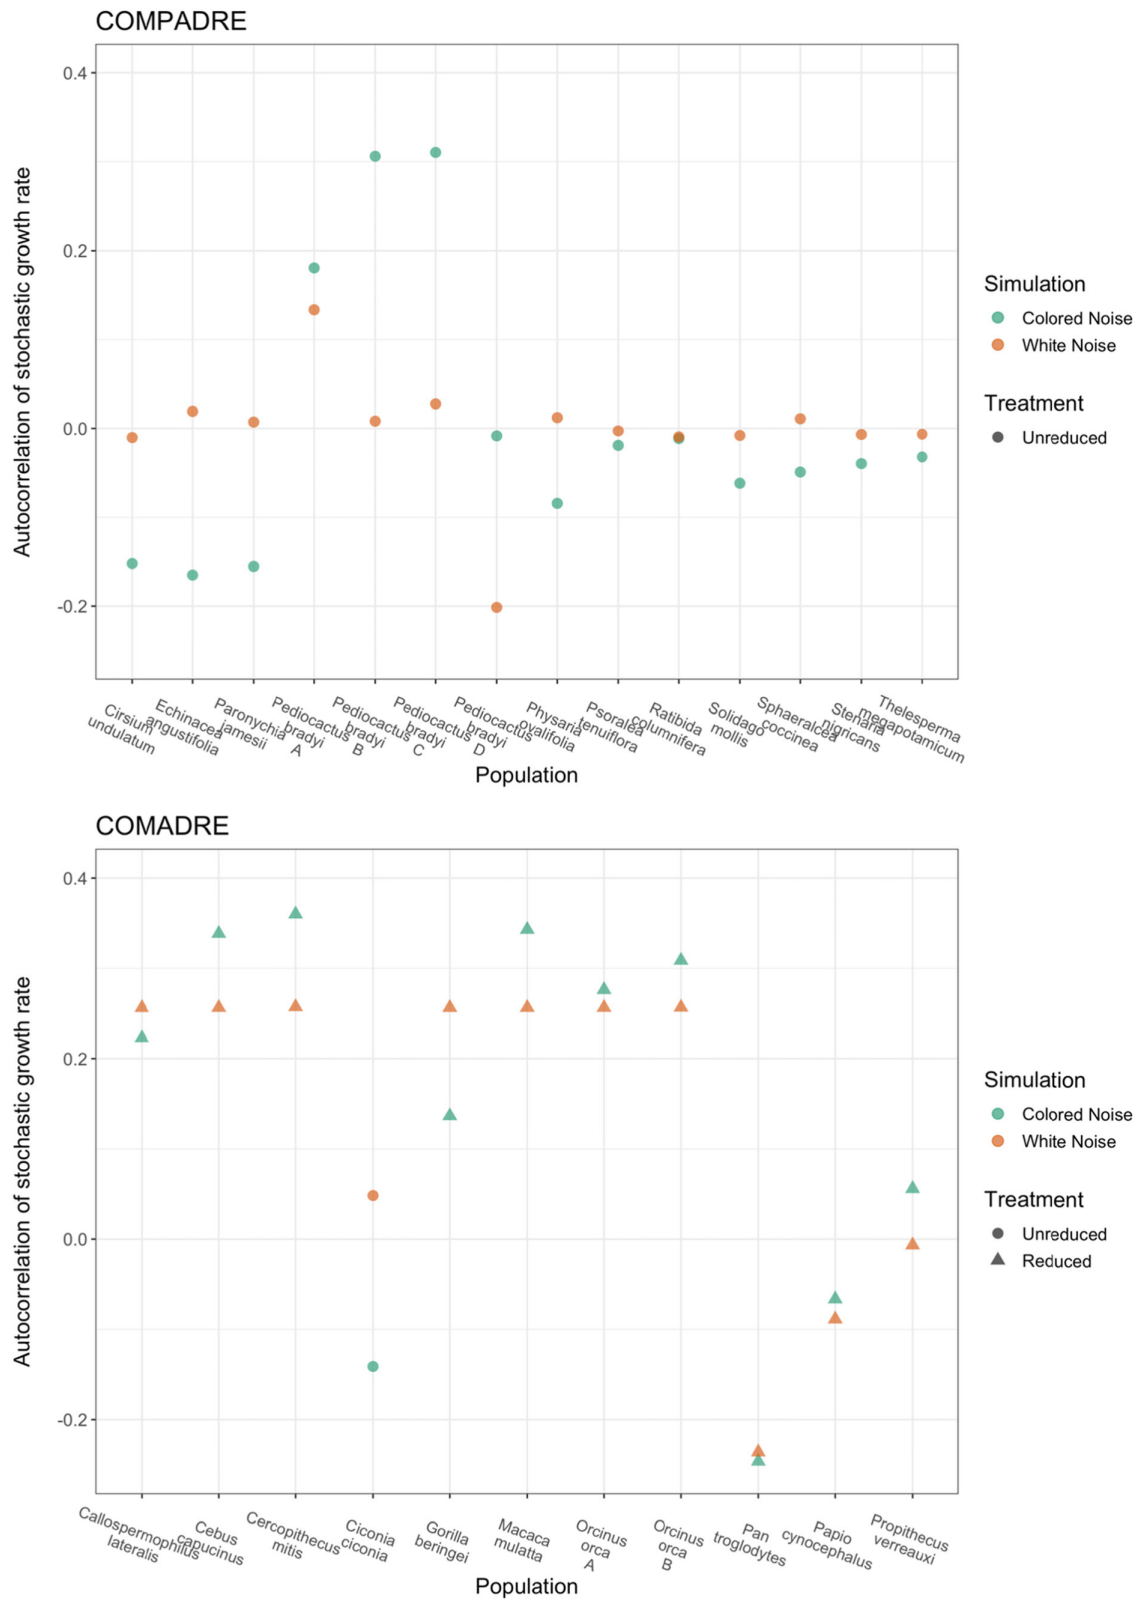 COMPADRE
Autocorrelation of stochastic growth rate
0.4
0.2
0.0
-0.2
Cirsium
undulatum
Echinacea
angustifolia
Paronychia
jamesii
Pediocactus
bradyi
A
Pediocactus
bradyi
B
Pediocactus
bradyi
C
Pediocactus
bradyi
D
Physaria
ovalifolia
Psoralea
tenuiflora
Ratibida
columnifera
Solidago
mollis
Sphaeralcea
coccinea
Stenaria
nigricans
Thelesperma
megapotamicum
Population
Simulation
Colored Noise
White Noise
Treatment
Unreduced
COMADRE
Autocorrelation of stochastic growth rate
0.4
0.2
0.0
-0.2
Callospermophilus
lateralis
Cebus
capucinus
Cercopithecus
mitis
Ciconia
ciconia
Gorilla
beringei
Macaca
mulatta
Orcinus
orca
A
Orcinus
orca
B
Pan
troglodytes
Papio
cynocephalus
Propithecus
verreauxi
Population
Simulation
Colored Noise
White Noise
Treatment
Unreduced
Reduced